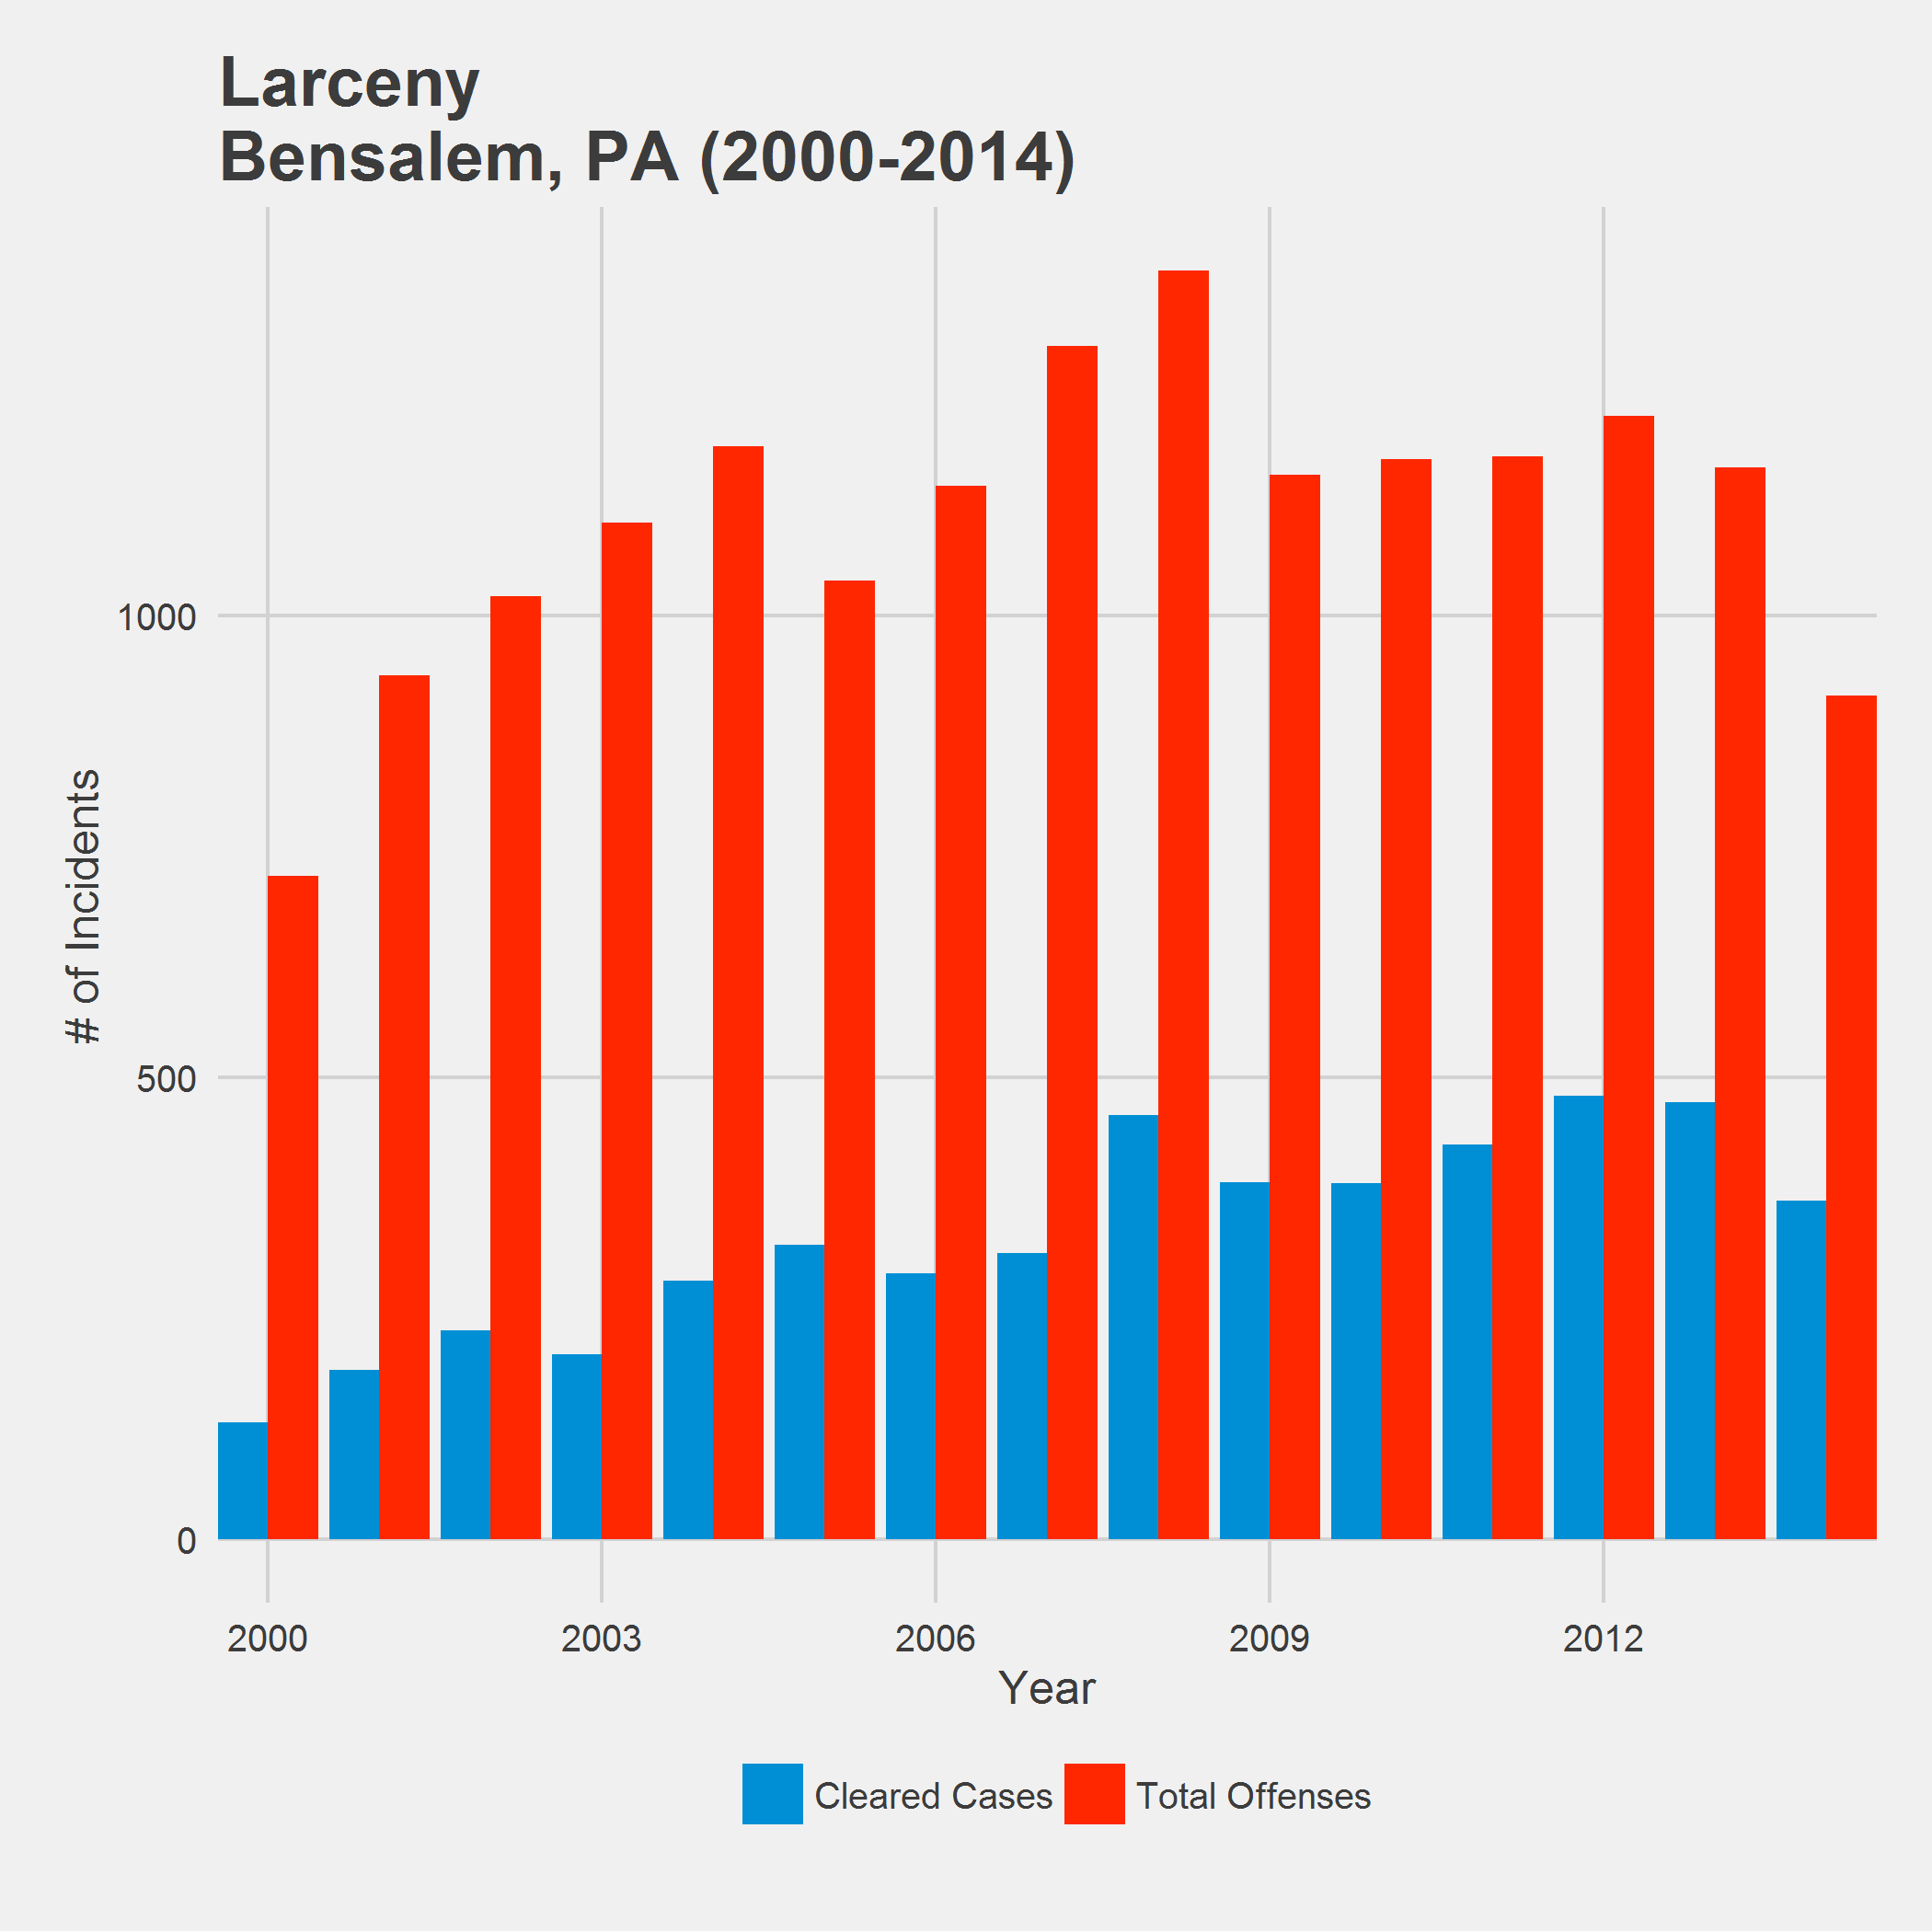 Larceny
Bensalem, PA (2000-2014)
# of Incidents
1000
500
0
2000 2003 2006 2009 2012
Year
Cleared Cases Total Offenses